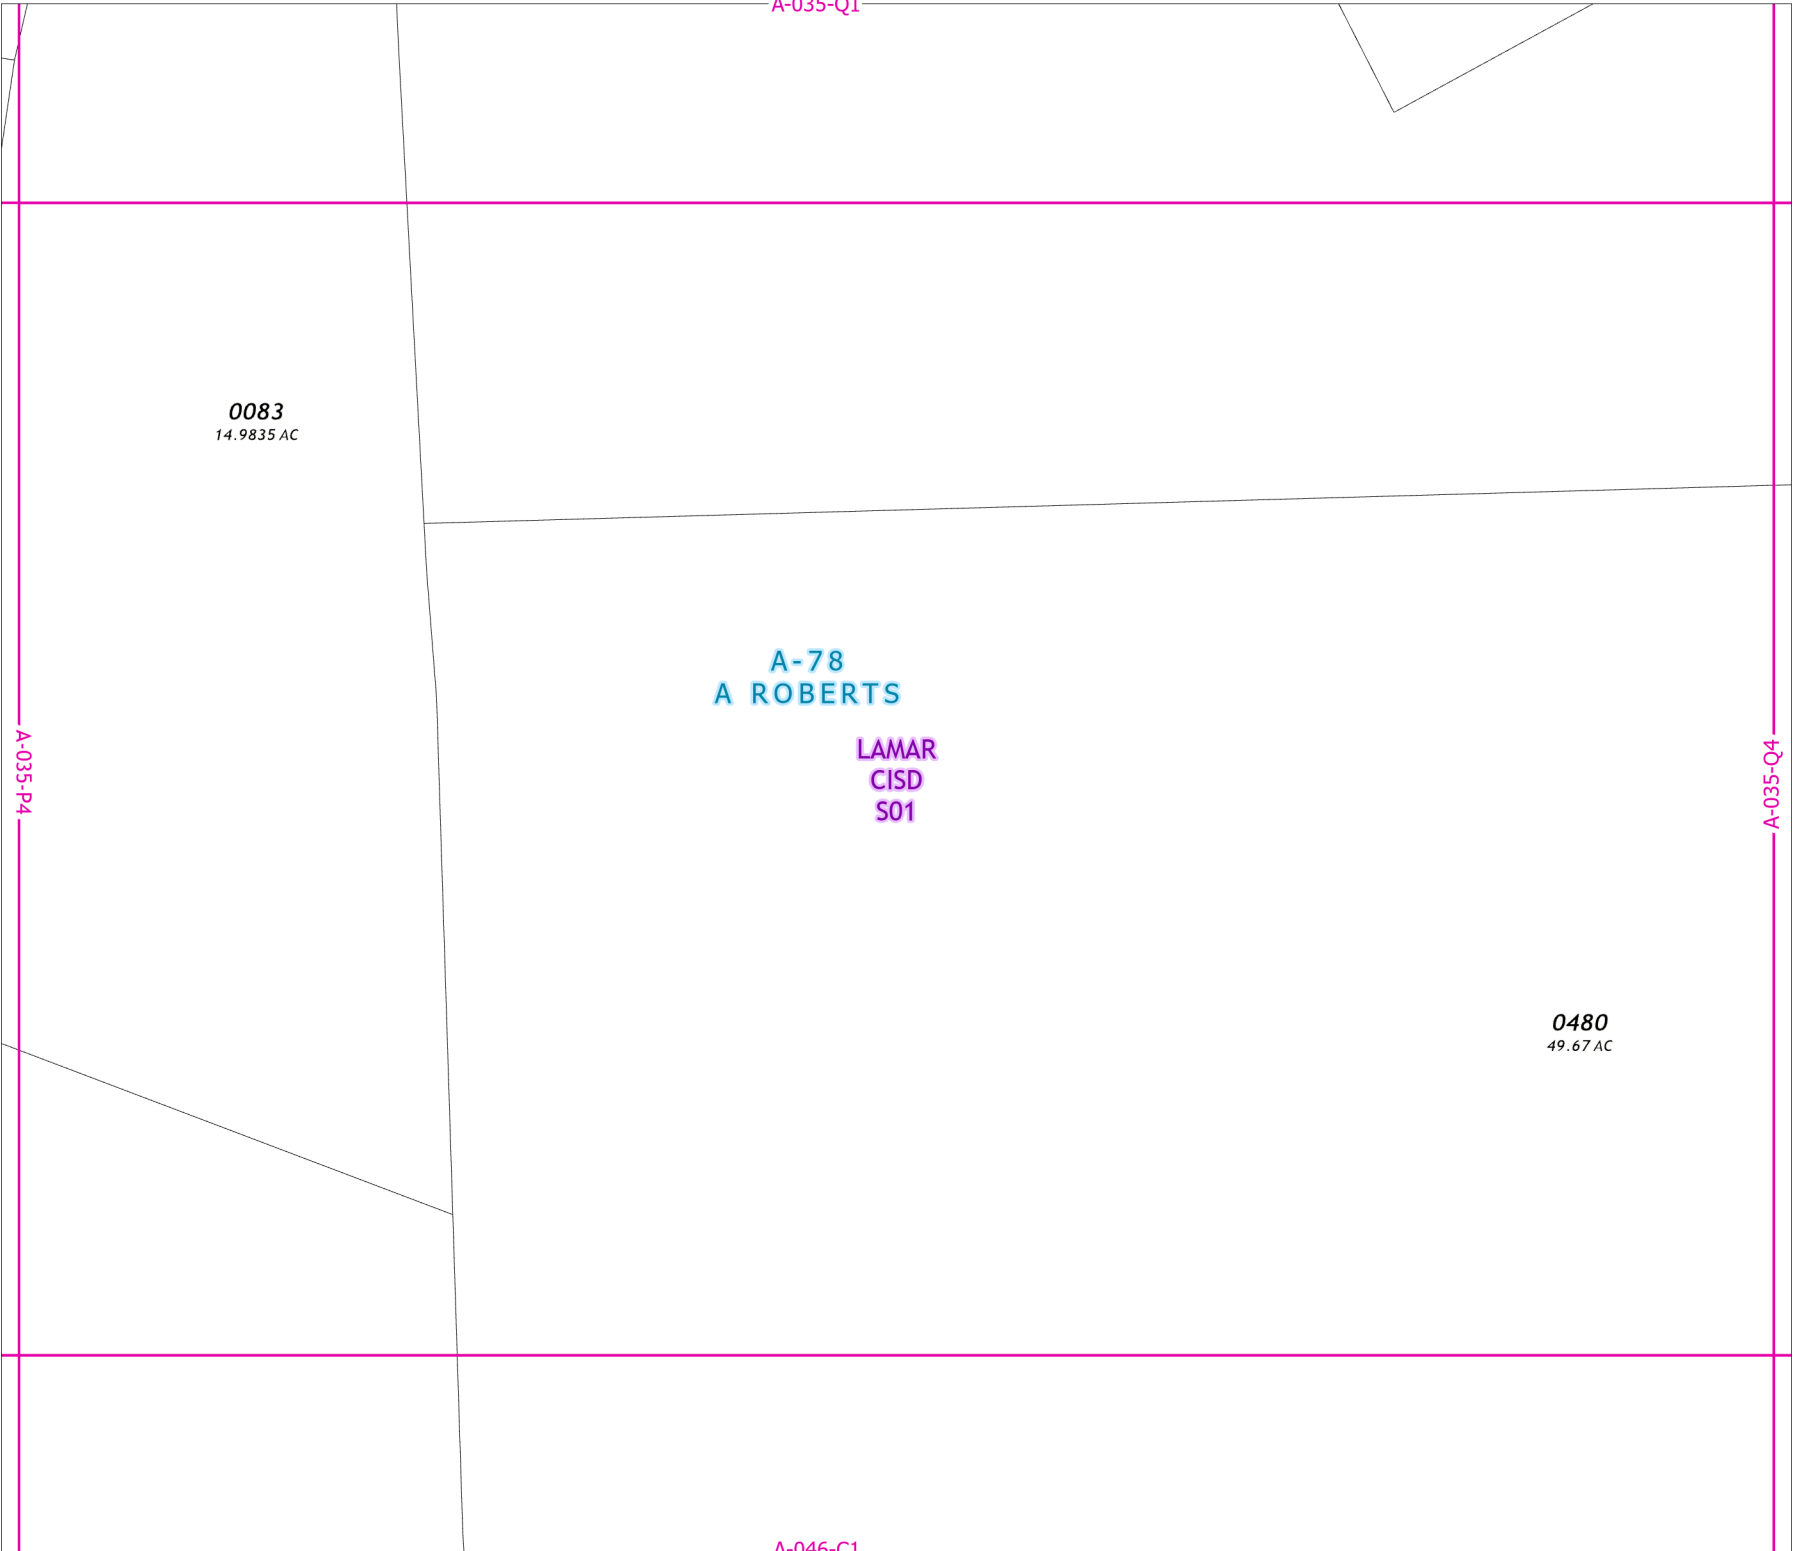 A-035-Q1
0083
14.9835 AC
A-78
A ROBERTS
LAMAR
CISD
S01
A-035-P4
A-035-Q4
0480
49.67 AC
A-046-C1